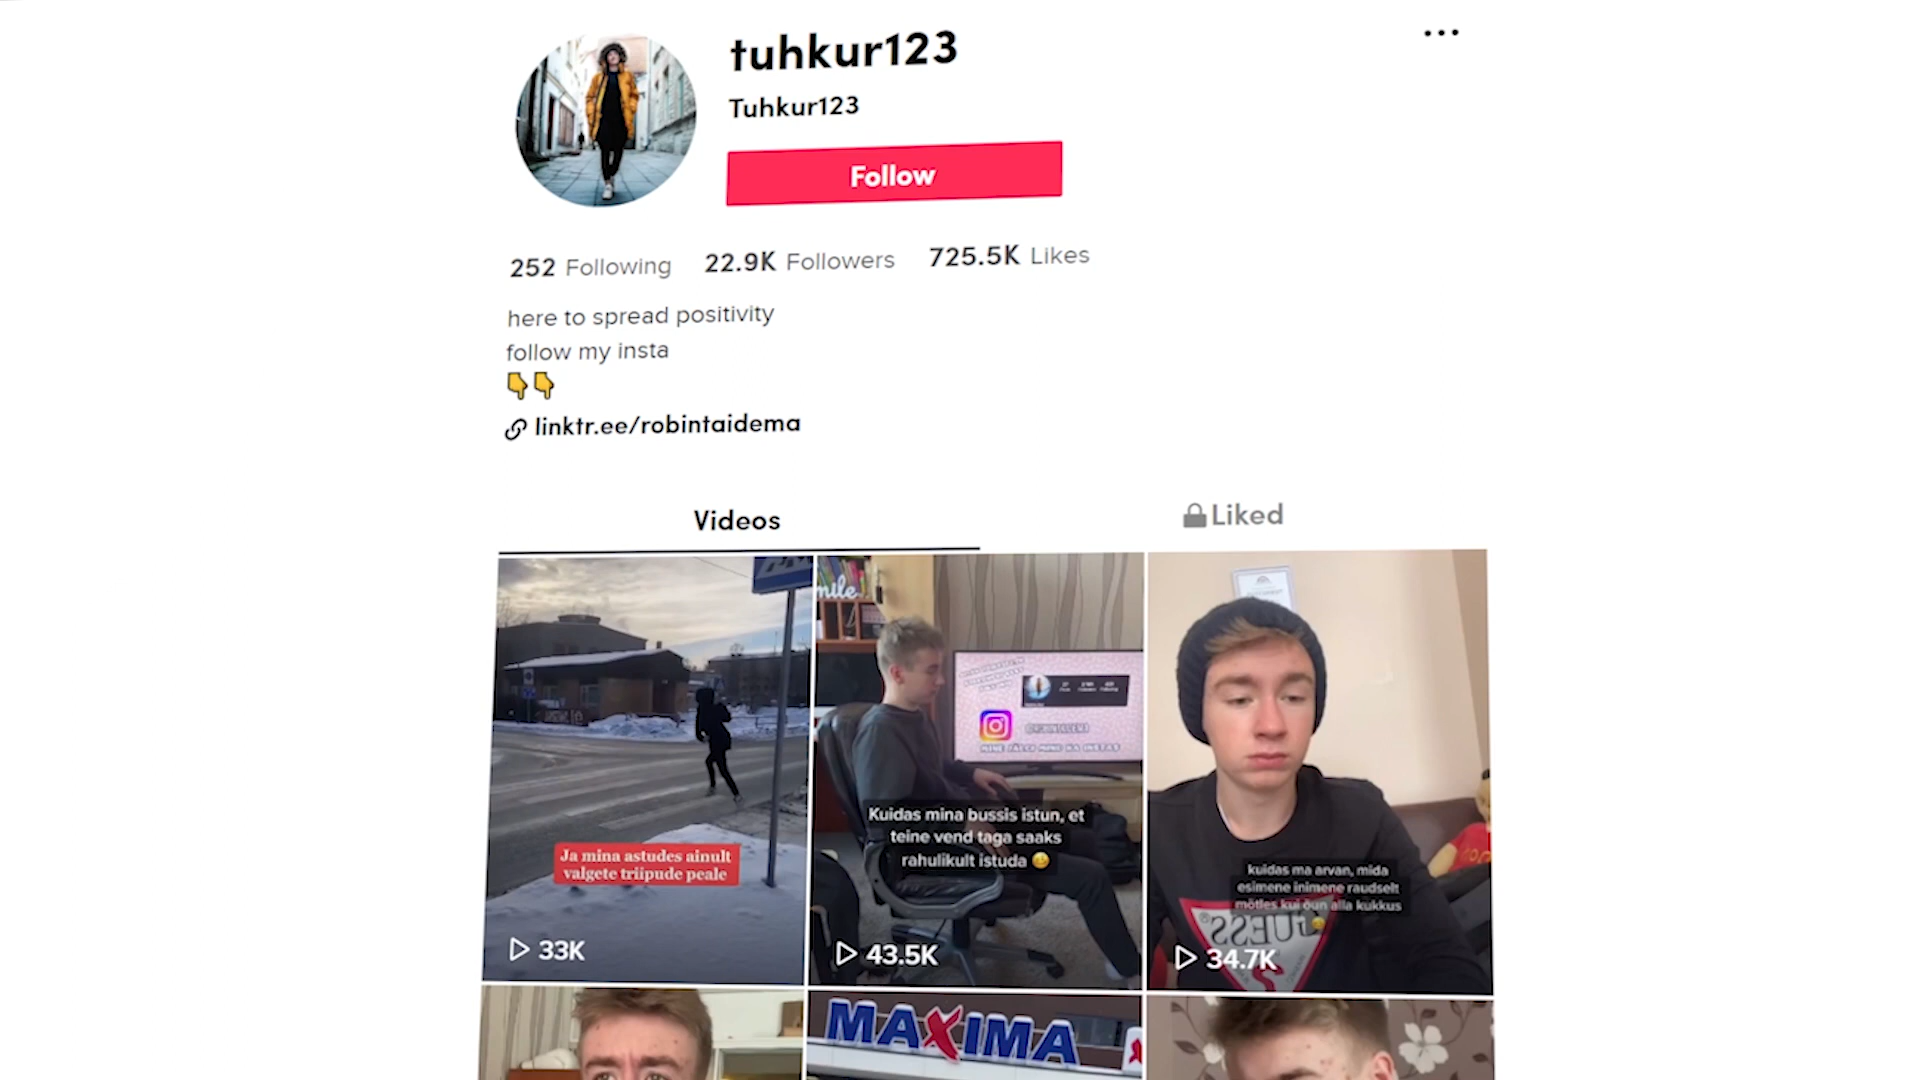 tuhkur123
Tuhkur123
Follow
252 Following 22.9K Followers 725.5K Likes
here to spread positivity
follow my insta
👇👇
linktr.ee/robintaidema
Videos
Liked
Ja mina astudes ainult
valgete triipude peale
33K
mile
Kuidas mina bussis istun, et
teine vend taga saaks
rahulikult istuda
43.5K
kuidas ma arvan, mida
esimene inimene raudselt
mõtles kui õun alla kukkus
GUESS
34.7K
MAXIMA